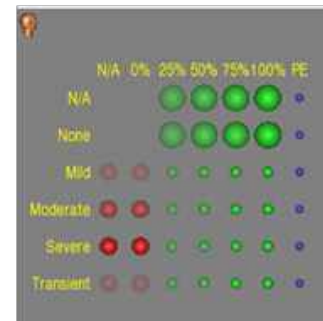 N/A 0% 25% 50% 75% 100% PE
N/A
None
Mild
Moderate
Severe
Transient